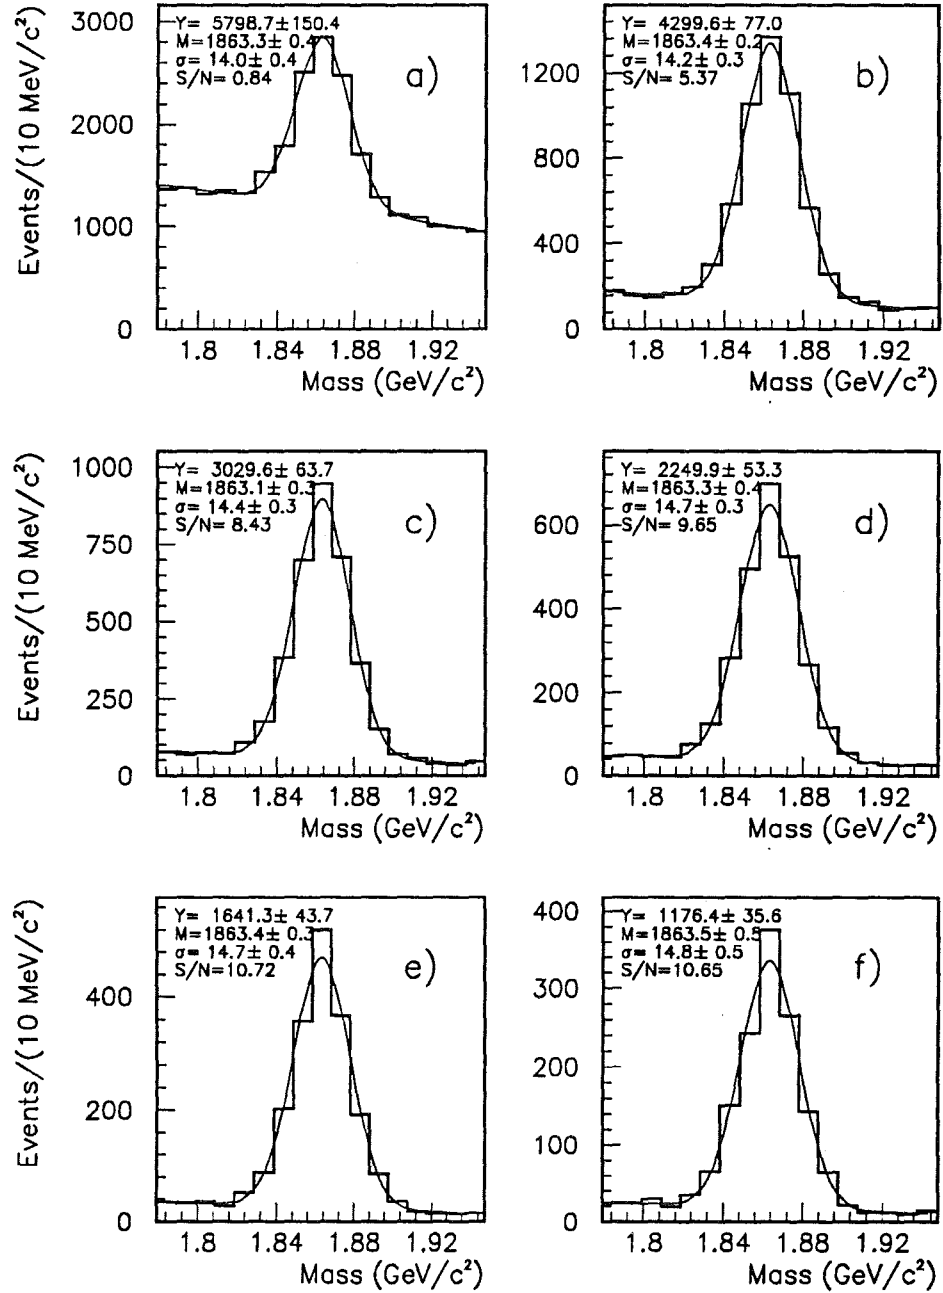 Events/(10 MeV/c²)
3000
2000
1000
0
Y= 5798.7±150.4
M=1863.3± 0.4
σ= 14.0± 0.4
S/N= 0.84
a)
1.8 1.84 1.88 1.92
Mass (GeV/c²)
1200
800
400
0
Y= 4299.6± 77.0
M=1863.4± 0.2
σ= 14.2± 0.3
S/N= 5.37
b)
1.8 1.84 1.88 1.92
Mass (GeV/c²)
Events/(10 MeV/c²)
1000
750
500
250
0
Y= 3029.6± 63.7
M=1863.1± 0.3
σ= 14.4± 0.3
S/N= 8.43
c)
1.8 1.84 1.88 1.92
Mass (GeV/c²)
600
400
200
0
Y= 2249.9± 53.3
M=1863.3± 0.4
σ= 14.7± 0.3
S/N= 9.65
d)
1.8 1.84 1.88 1.92
Mass (GeV/c²)
Events/(10 MeV/c²)
400
200
0
Y= 1641.3± 43.7
M=1863.4± 0.3
σ= 14.7± 0.4
S/N=10.72
e)
1.8 1.84 1.88 1.92
Mass (GeV/c²)
400
300
200
100
0
Y= 1176.4± 35.6
M=1863.5± 0.5
σ= 14.8± 0.5
S/N=10.65
f)
1.8 1.84 1.88 1.92
Mass (GeV/c²)